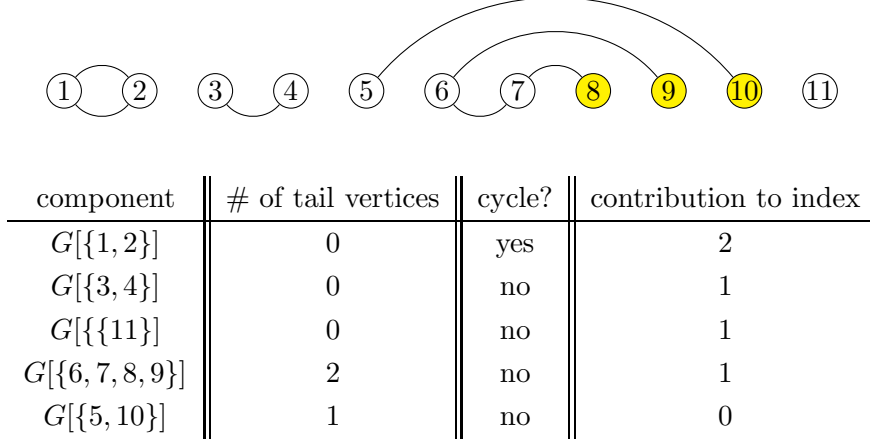 1 2 3 4 5 6 7 8 9 10 11
component # of tail vertices cycle? contribution to index
G[{1, 2}] 0 yes 2
G[{3, 4}] 0 no 1
G[{{11}] 0 no 1
G[{6, 7, 8, 9}] 2 no 1
G[{5, 10}] 1 no 0